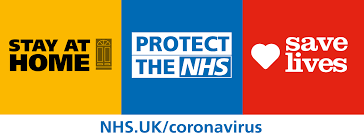 STAY AT
HOME
PROTECT
THE NHS
save
lives
NHS.UK/coronavirus